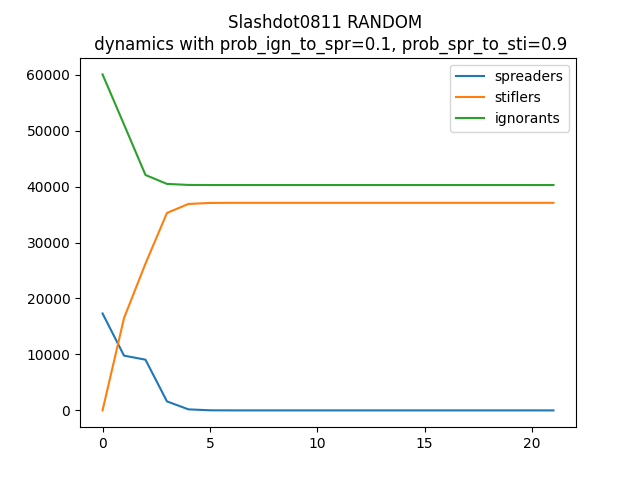 Slashdot0811 RANDOM
dynamics with prob_ign_to_spr=0.1, prob_spr_to_sti=0.9
spreaders
stiflers
ignorants
60000
50000
40000
30000
20000
10000
0
0 5 10 15 20